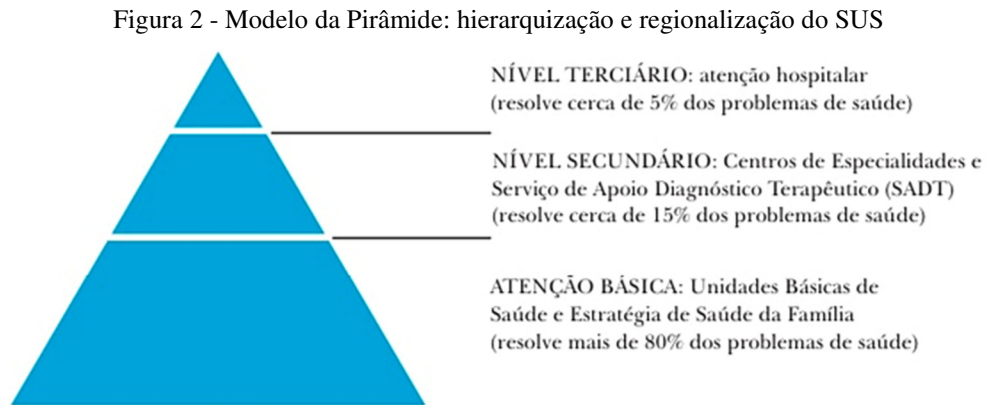 Figura 2 - Modelo da Pirâmide: hierarquização e regionalização do SUS
NÍVEL TERCIÁRIO: atenção hospitalar
(resolve cerca de 5% dos problemas de saúde)
NÍVEL SECUNDÁRIO: Centros de Especialidades e
Serviço de Apoio Diagnóstico Terapêutico (SADT)
(resolve cerca de 15% dos problemas de saúde)
ATENÇÃO BÁSICA: Unidades Básicas de
Saúde e Estratégia de Saúde da Família
(resolve mais de 80% dos problemas de saúde)